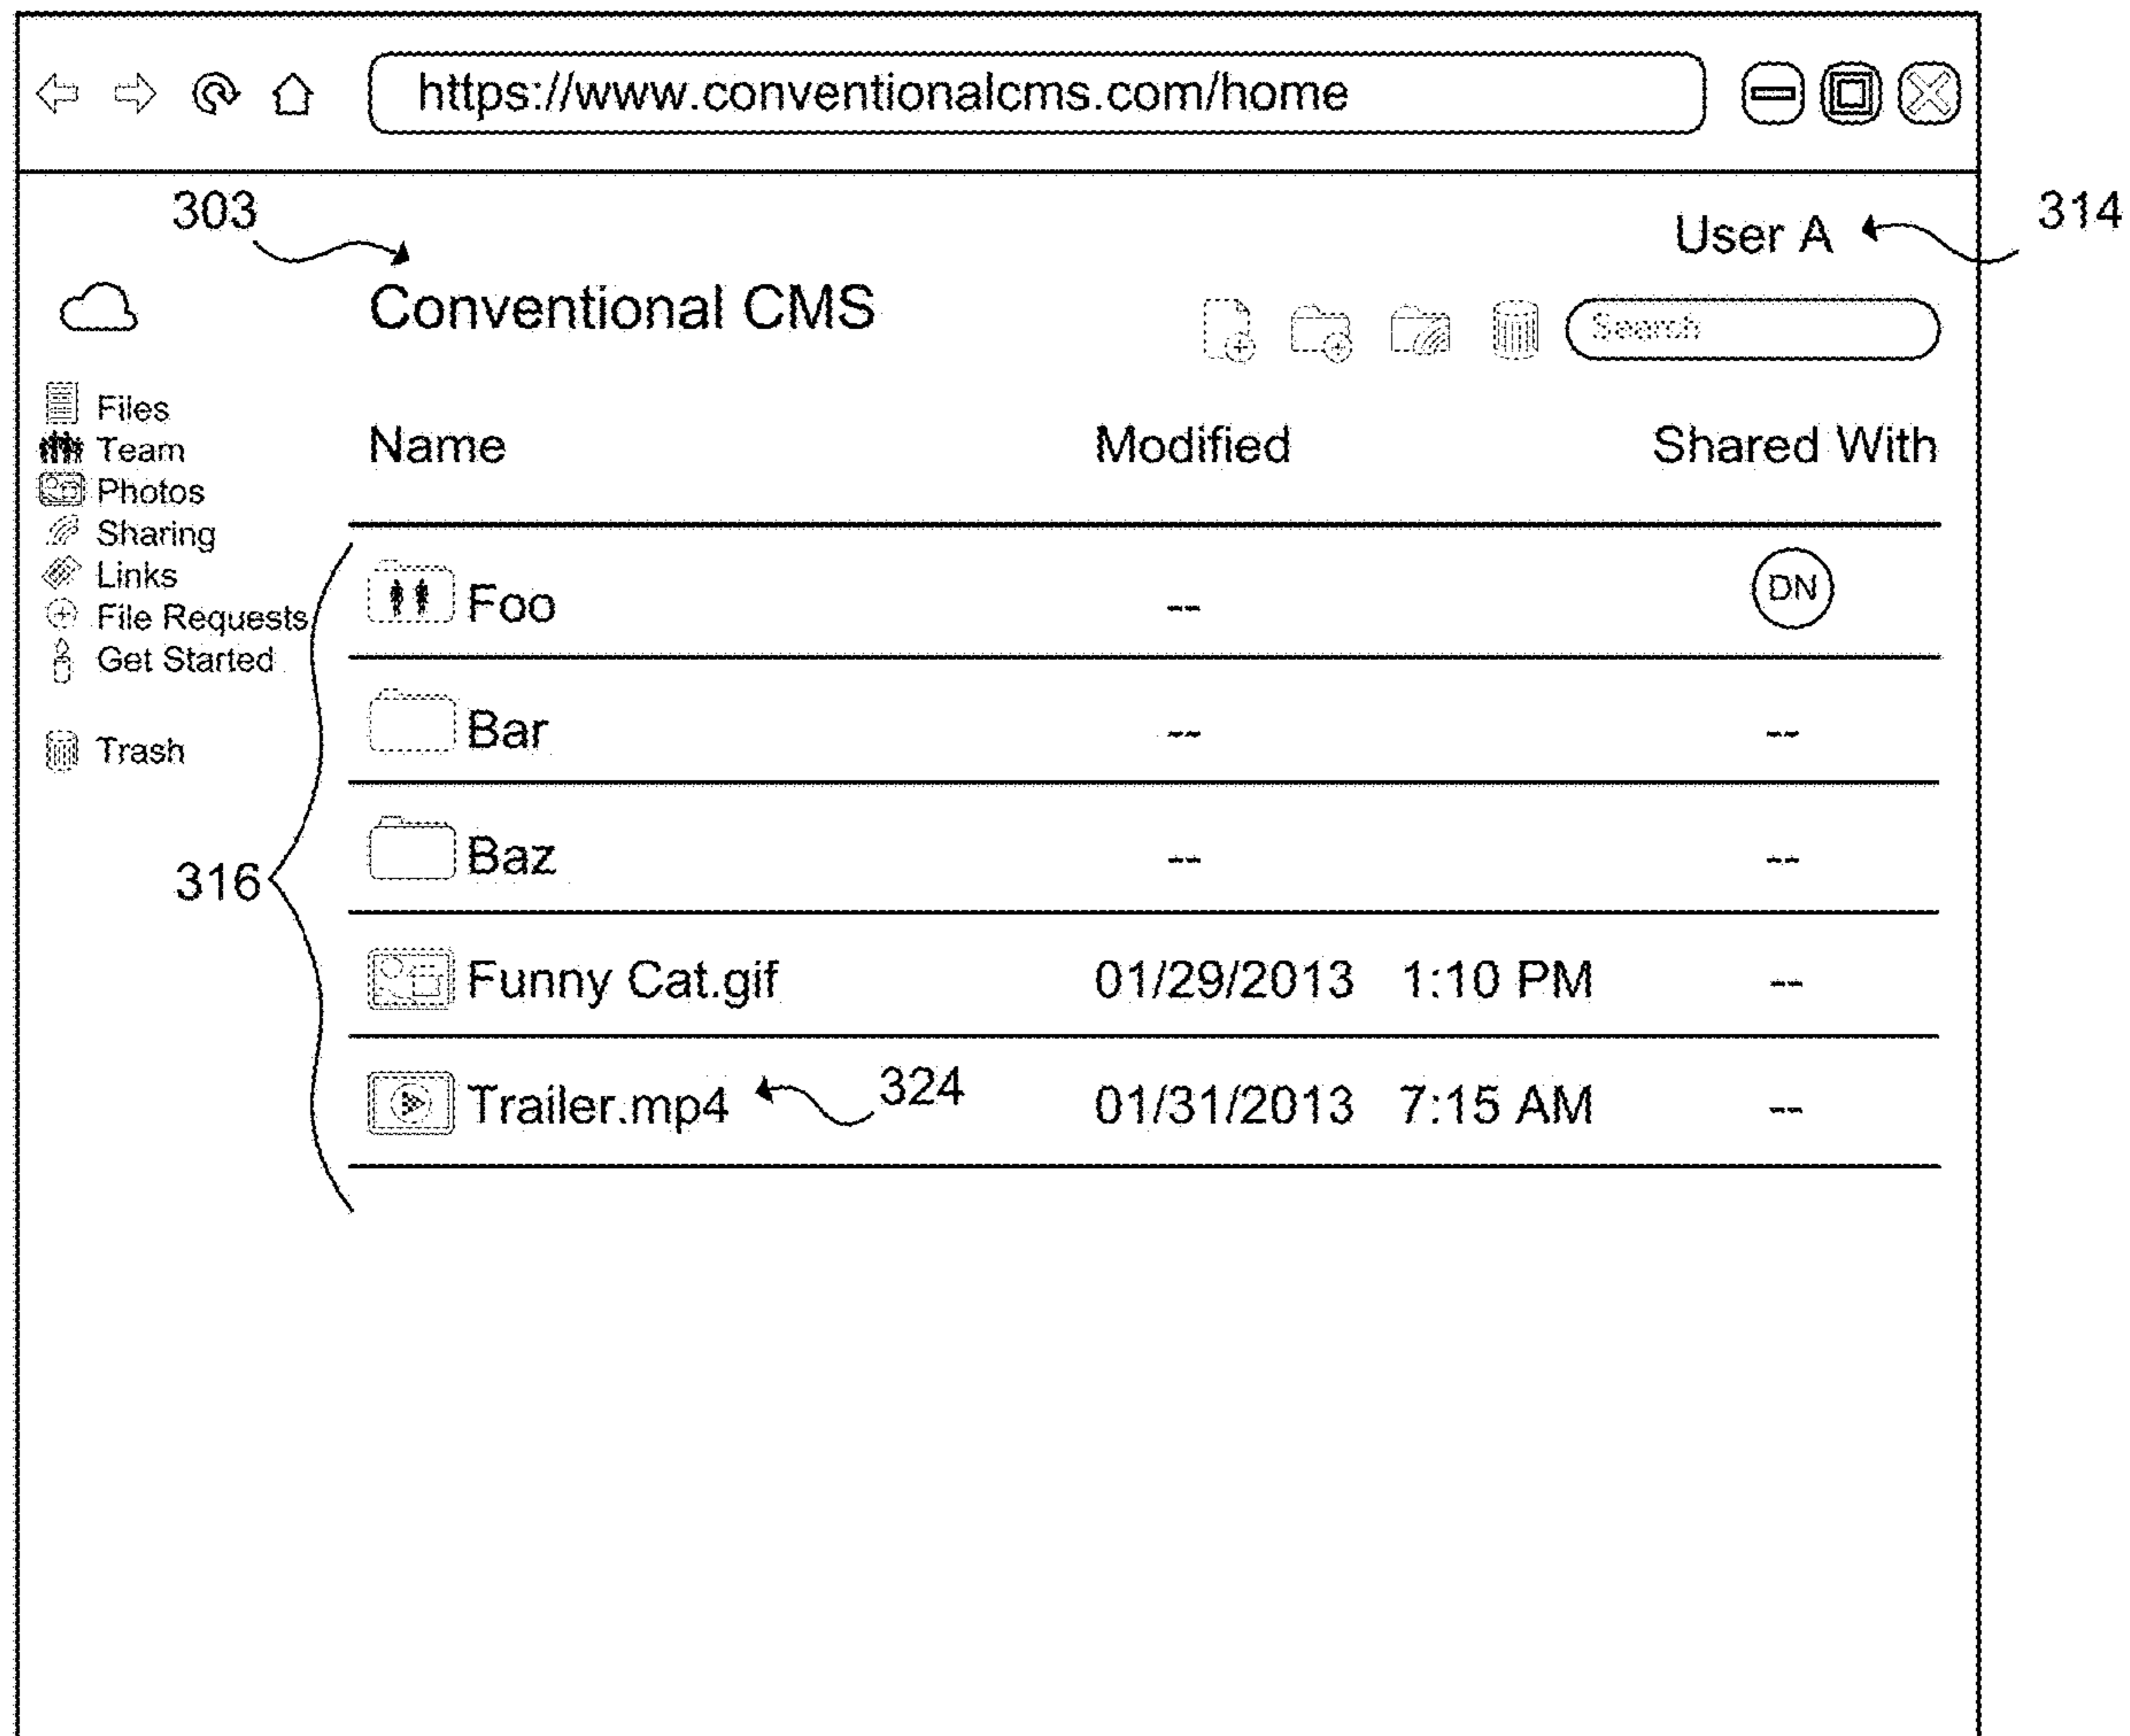 https://www.conventionalcms.com/home
303
User A
314
Conventional CMS
Search
Files
Team
Photos
Sharing
Links
File Requests
Get Started
Trash
Name Modified Shared With
Foo -- DN
Bar -- --
Baz -- --
316
Funny Cat.gif 01/29/2013 1:10 PM --
Trailer.mp4 324 01/31/2013 7:15 AM --